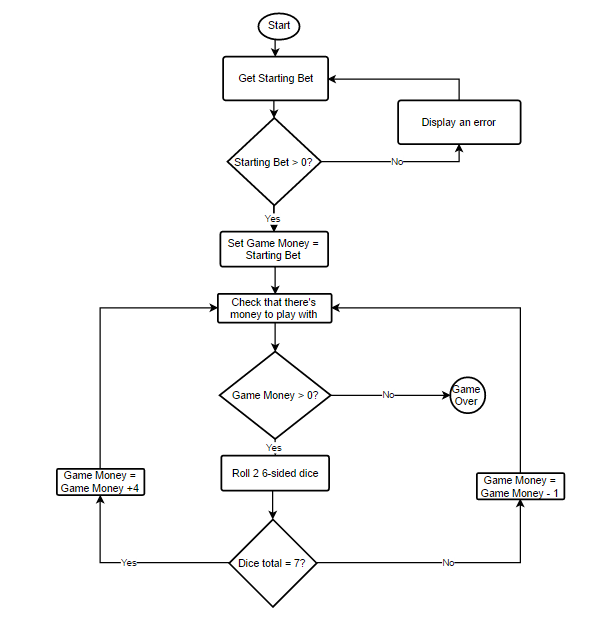 Start
Get Starting Bet
Display an error
Starting Bet > 0?
No
Yes
Set Game Money =
Starting Bet
Check that there's
money to play with
Game Money > 0?
No
Game
Over
Yes
Roll 2 6-sided dice
Game Money =
Game Money +4
Game Money =
Game Money - 1
Yes
Dice total = 7?
No